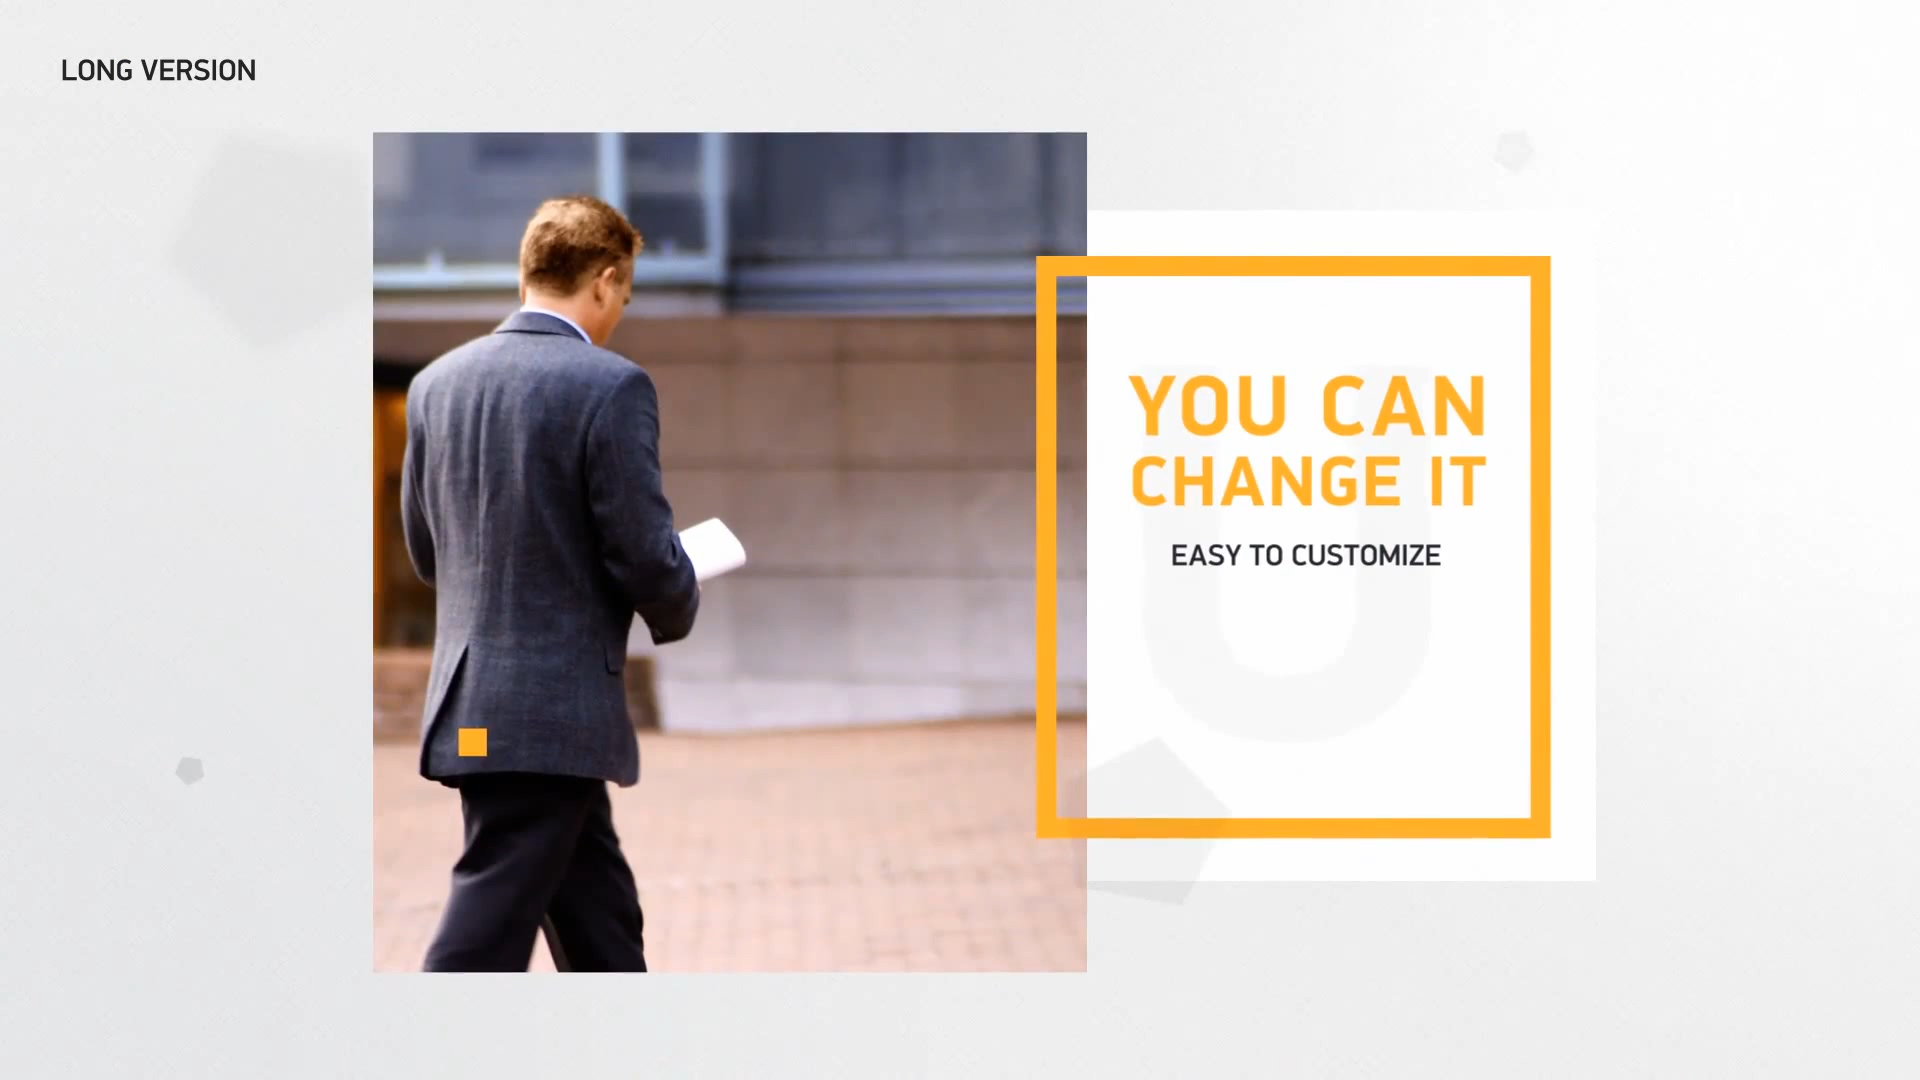 LONG VERSION
YOU CAN
CHANGE IT
EASY TO CUSTOMIZE
U